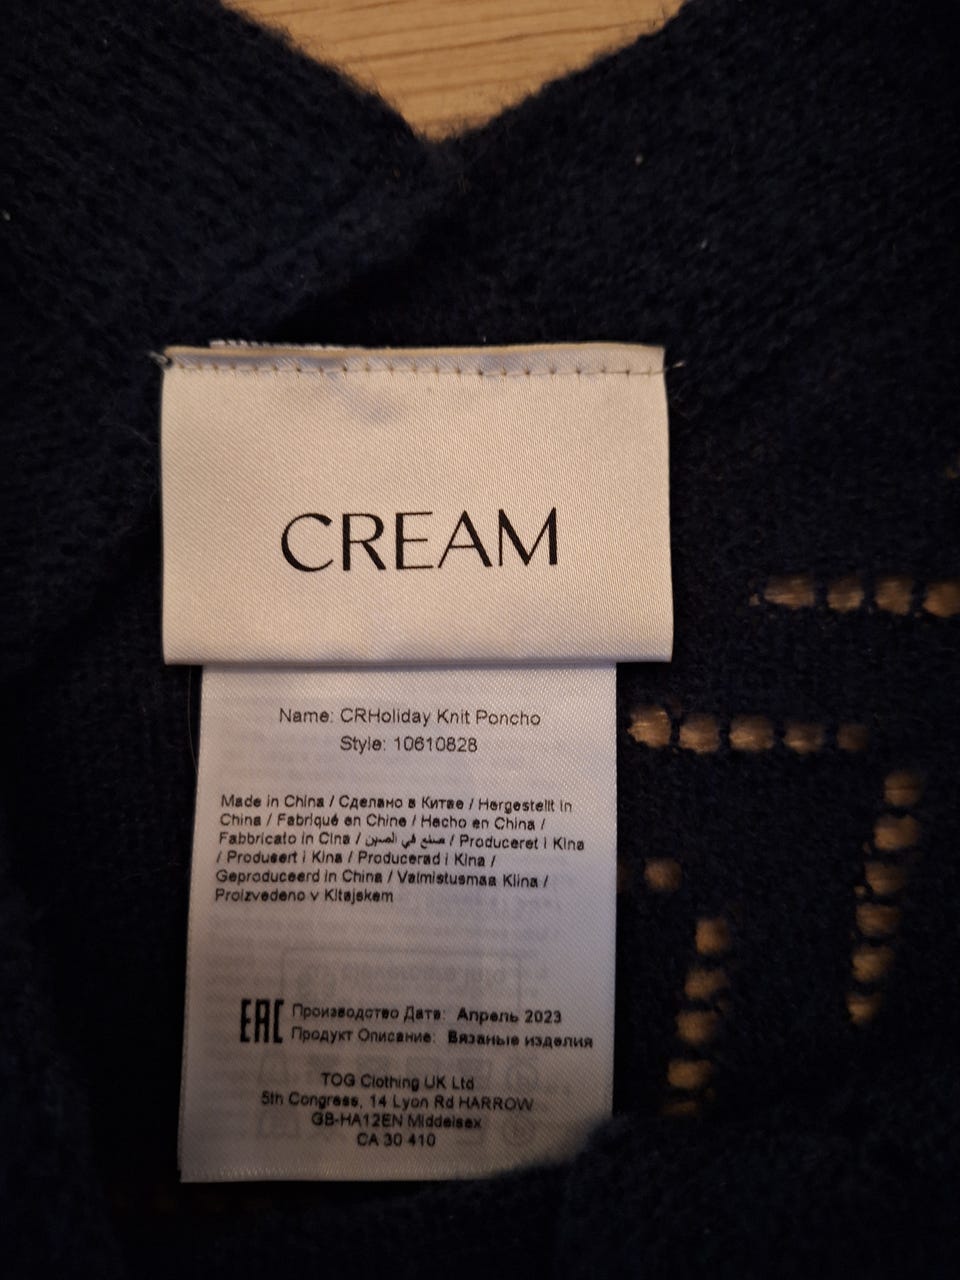 CREAM
Name: CRHoliday Knit Poncho
Style: 10610828
Made in China / Сделано в Китае / Hergestellt in
China / Fabriqué en Chine / Hecho en China /
Fabbricato in Cina / صنع في الصين / Produceret i Kina
/ Produsert i Kina / Producerad i Kina /
Geproduceerd in China / Valmistusmaa Kiina /
Proizvedeno v Kitajskem
EAC Производство Дата: Апрель 2023
Продукт Описание: Вязаные изделия
TOG Clothing UK Ltd
5th Congress, 14 Lyon Rd HARROW
GB-HA12EN Middelsex
CA 30 410